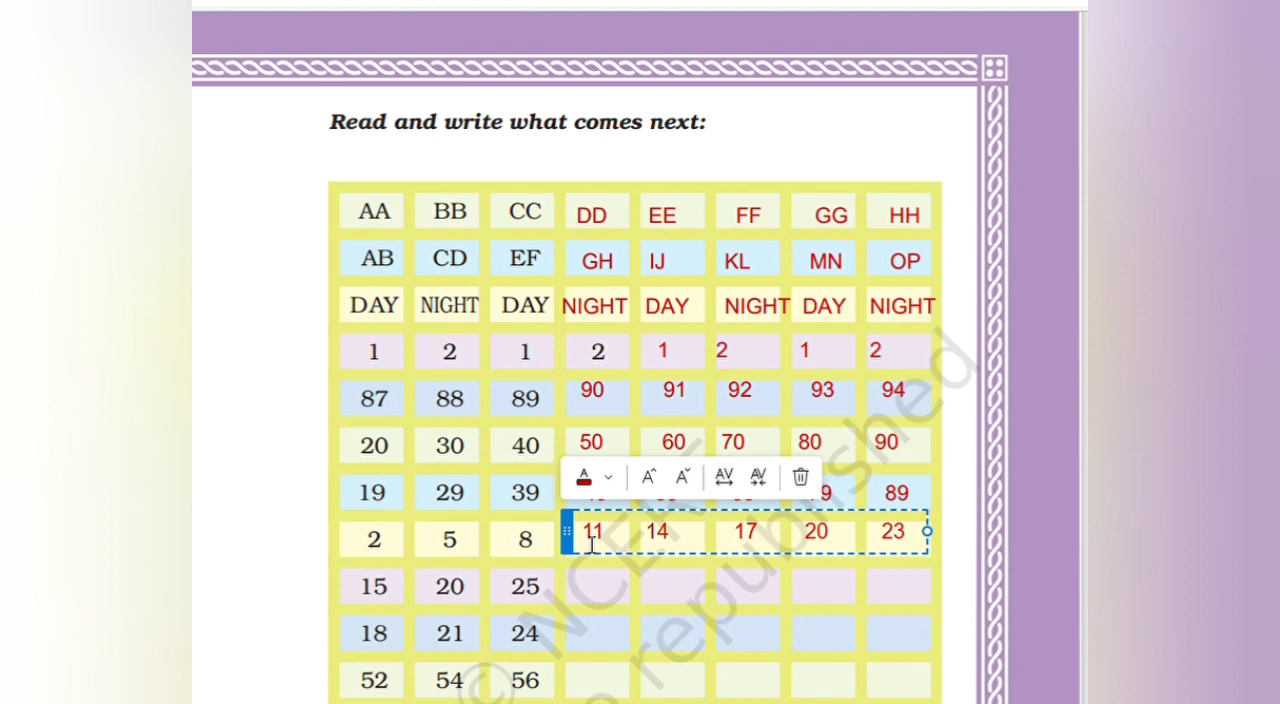 Read and write what comes next:
AA BB CC DD EE FF GG HH
AB CD EF GH IJ KL MN OP
DAY NIGHT DAY NIGHT DAY NIGHT DAY NIGHT
1 2 1 2 1 2 1 2
87 88 89 90 91 92 93 94
20 30 40 50 60 70 80 90
19 29 39 89
2 5 8 11 14 17 20 23
15 20 25
18 21 24
52 54 56
© NCERT
republished